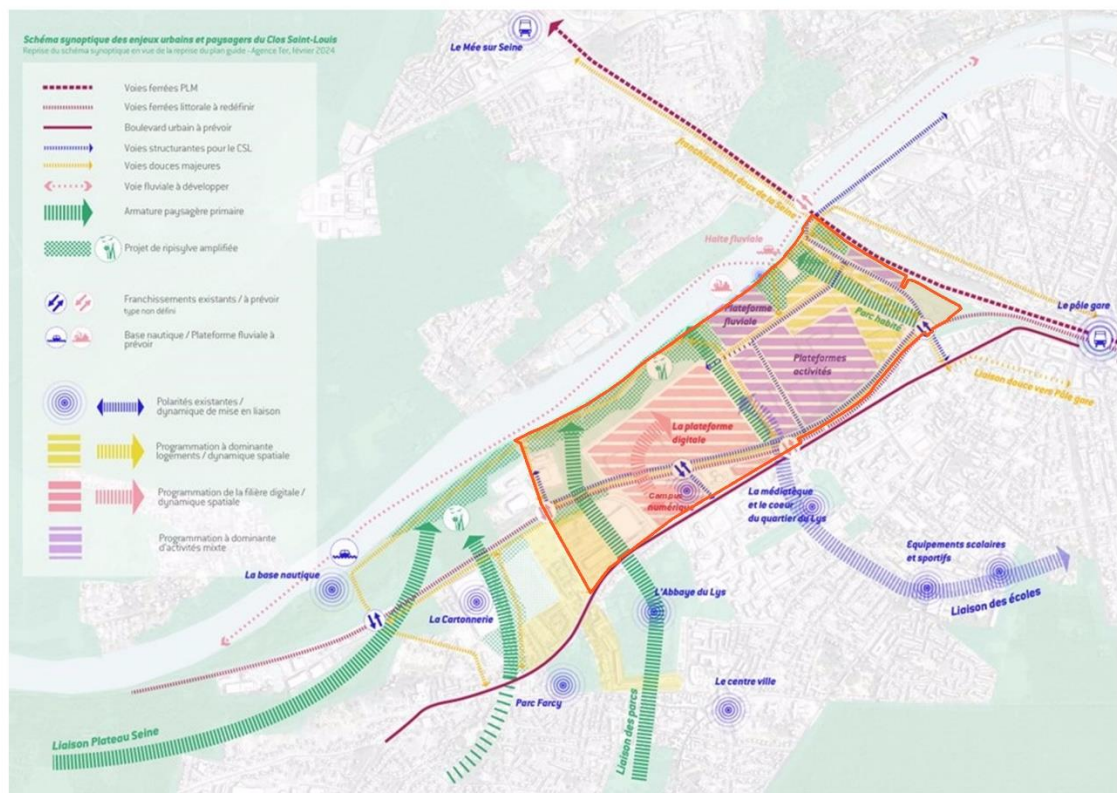 Schéma synoptique des enjeux urbains et paysagers du Clos Saint-Louis
Reprise du schéma synoptique en vue de la reprise du plan guide - Agence Ter, février 2024
Voies ferrées PLM
Voies ferrées littorale à redéfinir
Boulevard urbain à prévoir
Voies structurantes pour le CSL
Voies douces majeures
Voie fluviale à développer
Armature paysagère primaire
Projet de ripisylve amplifiée
Franchissements existants / à prévoir
type non défini
Base nautique / Plateforme fluviale à
prévoir
Polarités existantes /
dynamique de mise en liaison
Programmation à dominante
logements / dynamique spatiale
Programmation de la filière digitale /
dynamique spatiale
Programmation à dominante
d'activités mixte
Le Mée sur Seine
Franchissement doux de la Seine
Halte fluviale
Plateforme
fluviale
Parc habité
Le pôle gare
Plateformes
activités
Liaison douce vers Pôle gare
La plateforme
digitale
Campus
numérique
La médiatèque
et le coeur
du quartier du Lys
Equipements scolaires
et sportifs
Liaison des écoles
La base nautique
La Cartonnerie
L'Abbaye du Lys
Parc Farcy
Le centre ville
Liaison des parcs
Liaison Plateau Seine